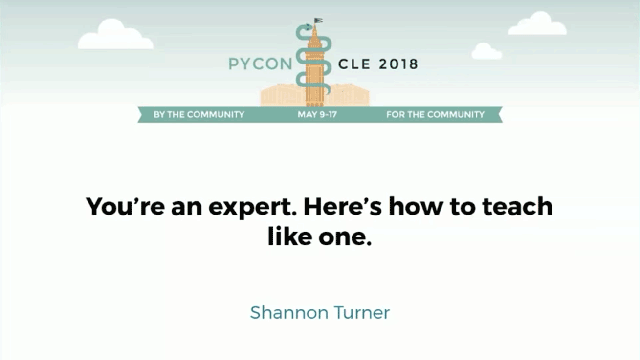 PYCON CLE 2018
BY THE COMMUNITY MAY 9-17 FOR THE COMMUNITY
You're an expert. Here's how to teach
like one.
Shannon Turner